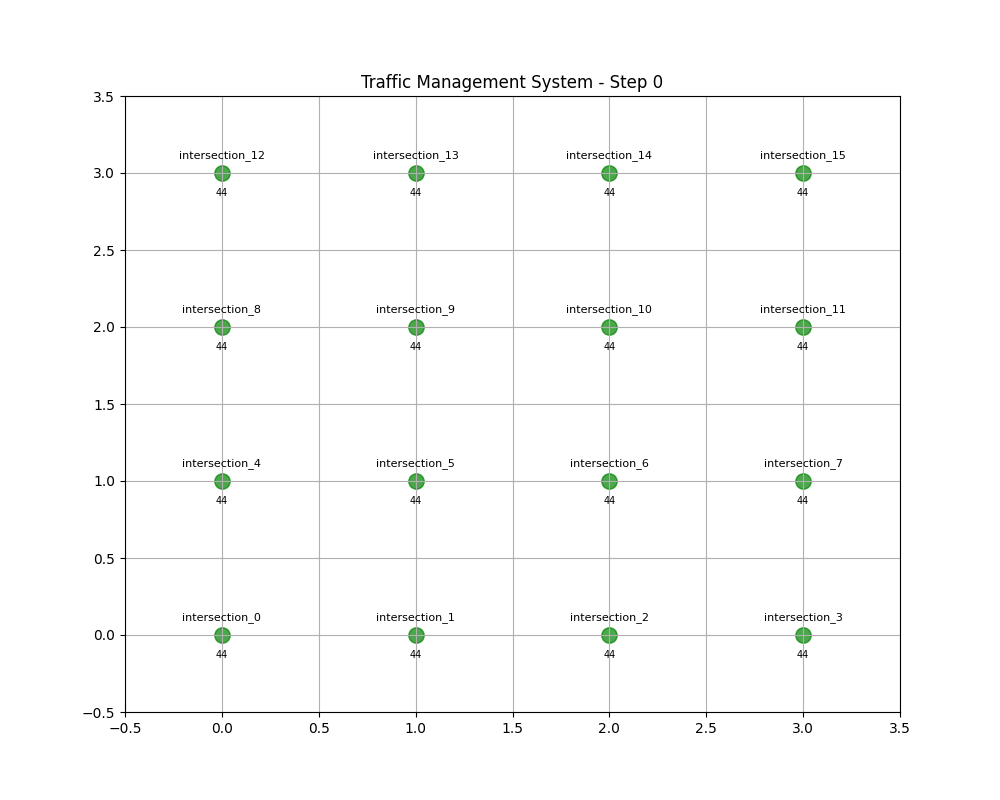 Traffic Management System - Step 0
3.5
intersection_12 intersection_13 intersection_14 intersection_15
3.0
44 44 44 44
2.5
intersection_8 intersection_9 intersection_10 intersection_11
2.0
44 44 44 44
1.5
intersection_4 intersection_5 intersection_6 intersection_7
1.0
44 44 44 44
0.5
intersection_0 intersection_1 intersection_2 intersection_3
0.0
44 44 44 44
−0.5
−0.5 0.0 0.5 1.0 1.5 2.0 2.5 3.0 3.5